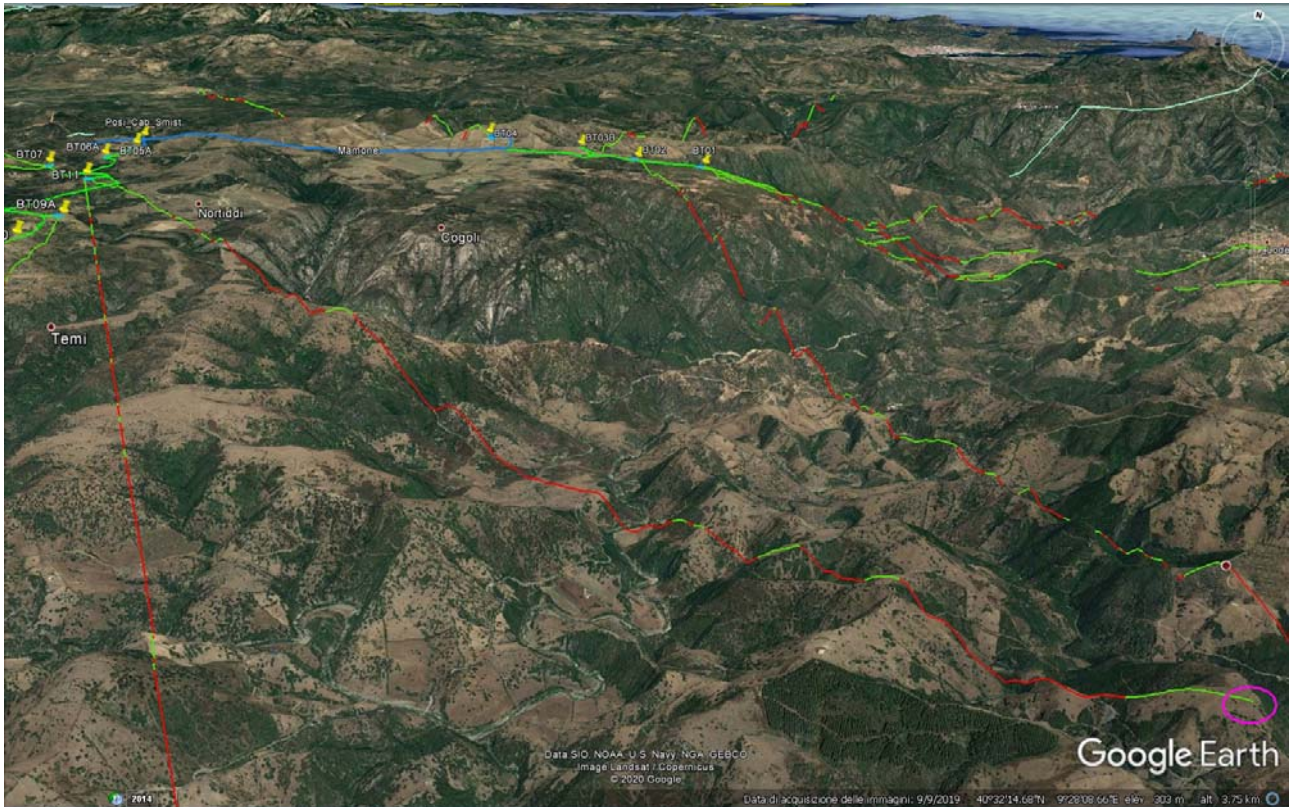 N
Posi_Cab_Smist
BT04
BT03B
BT06A
BT05A
Mamone
BT07
BT02
BT01
BT11
BT09A
Nortiddi
Cogoli
Temi
Data SIO, NOAA, U.S. Navy, NGA, GEBCO
Image Landsat / Copernicus
© 2020 Google
Google Earth
2014
Data di acquisizione delle immagini: 9/9/2019 40°32'14.68"N 9°28'08.66"E elev. 303 m alt 3.75 km